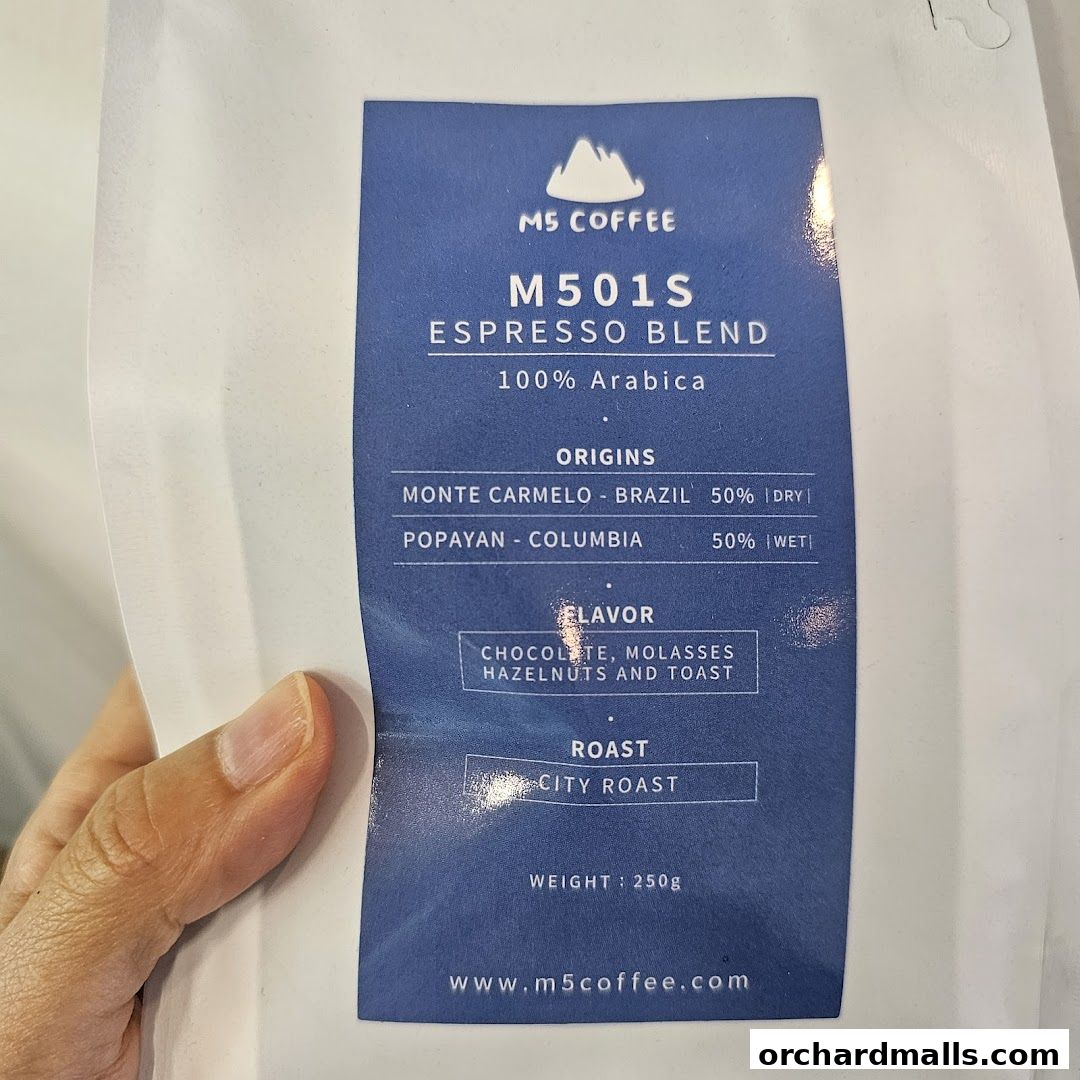 M5 COFFEE
M501S
ESPRESSO BLEND
100% Arabica
ORIGINS
MONTE CARMELO - BRAZIL 50% |DRY|
POPAYAN - COLUMBIA 50% |WET|
FLAVOR
CHOCOLATE, MOLASSES
HAZELNUTS AND TOAST
ROAST
CITY ROAST
WEIGHT : 250g
www.m5coffee.com
orchardmalls.com